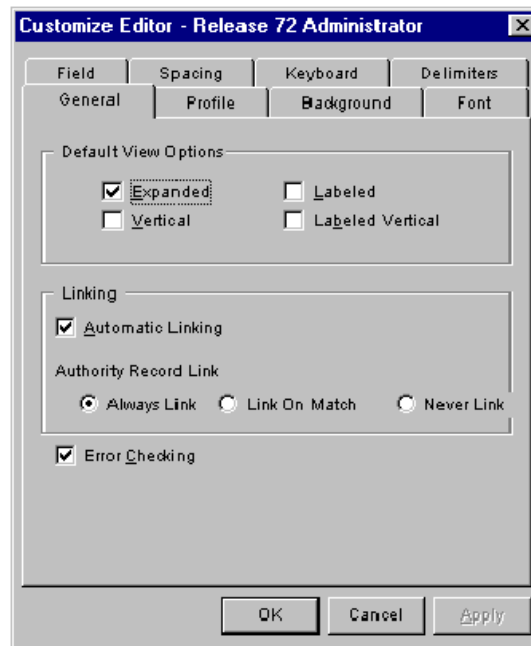 Customize Editor - Release 72 Administrator
Field Spacing Keyboard Delimiters
General Profile Background Font
Default View Options
Expanded Labeled
Vertical Labeled Vertical
Linking
Automatic Linking
Authority Record Link
Always Link Link On Match Never Link
Error Checking
OK Cancel Apply